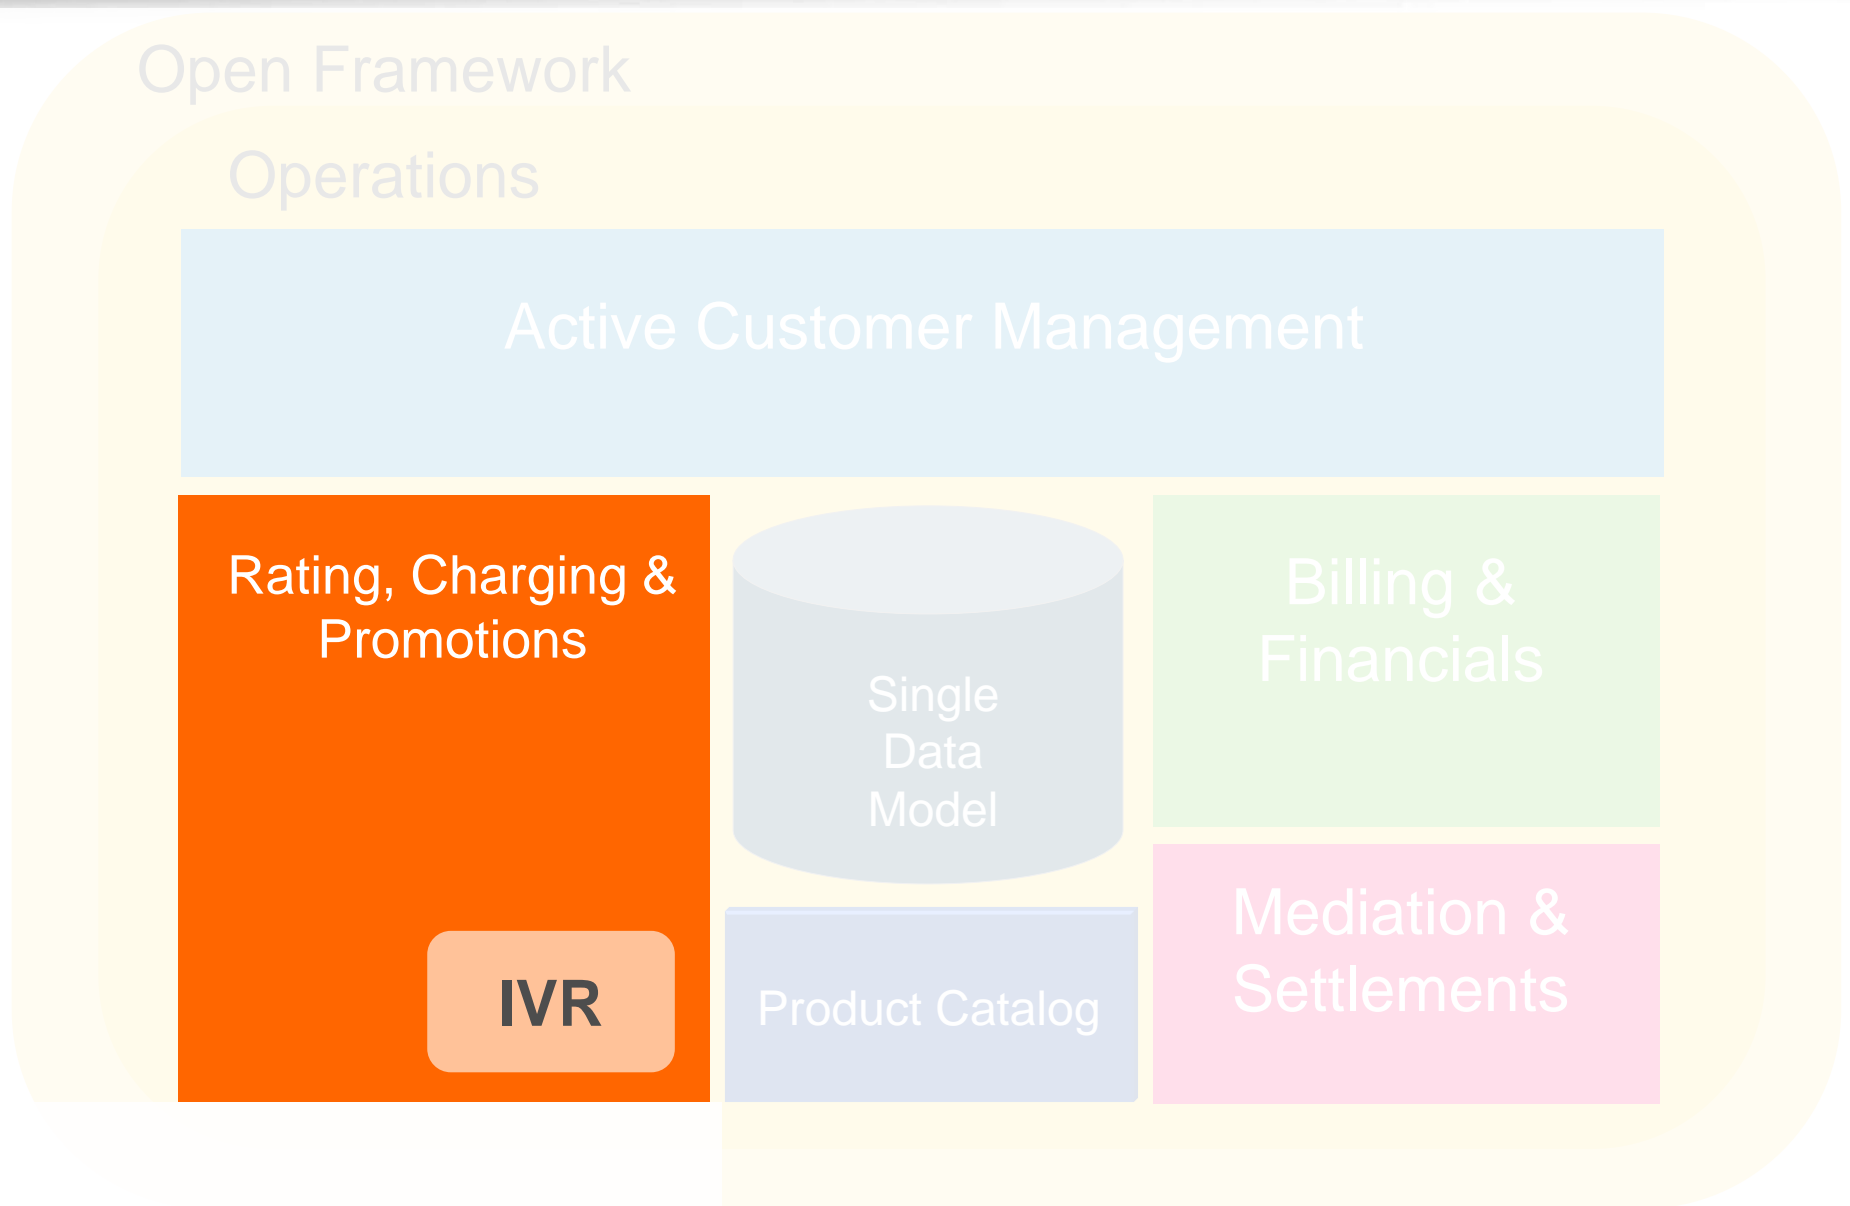 Open Framework
Operations
Active Customer Management
Rating, Charging &
Promotions
IVR
Single
Data
Model
Product Catalog
Billing &
Financials
Mediation &
Settlements